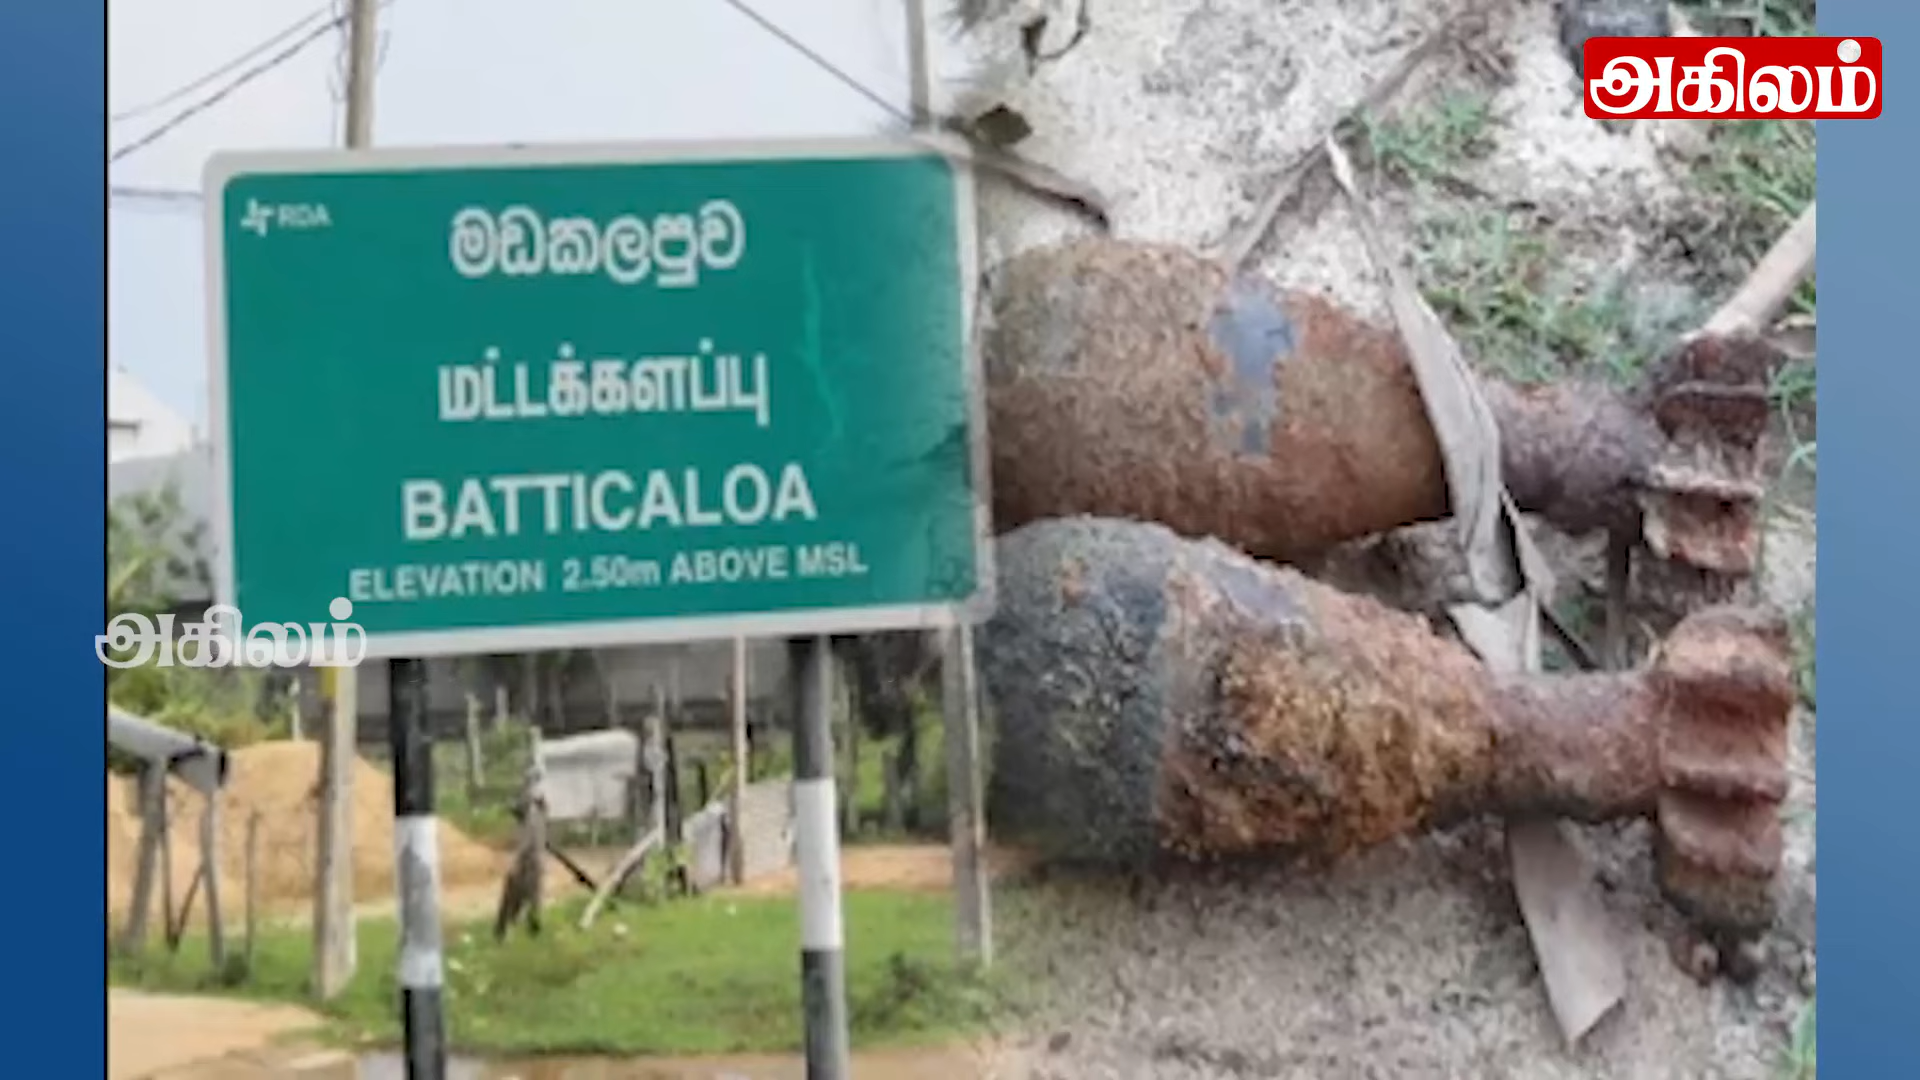 அகிலம்
RDA
මඩකලපුව
மட்டக்களப்பு
BATTICALOA
ELEVATION 2.50m ABOVE MSL
அகிலம்